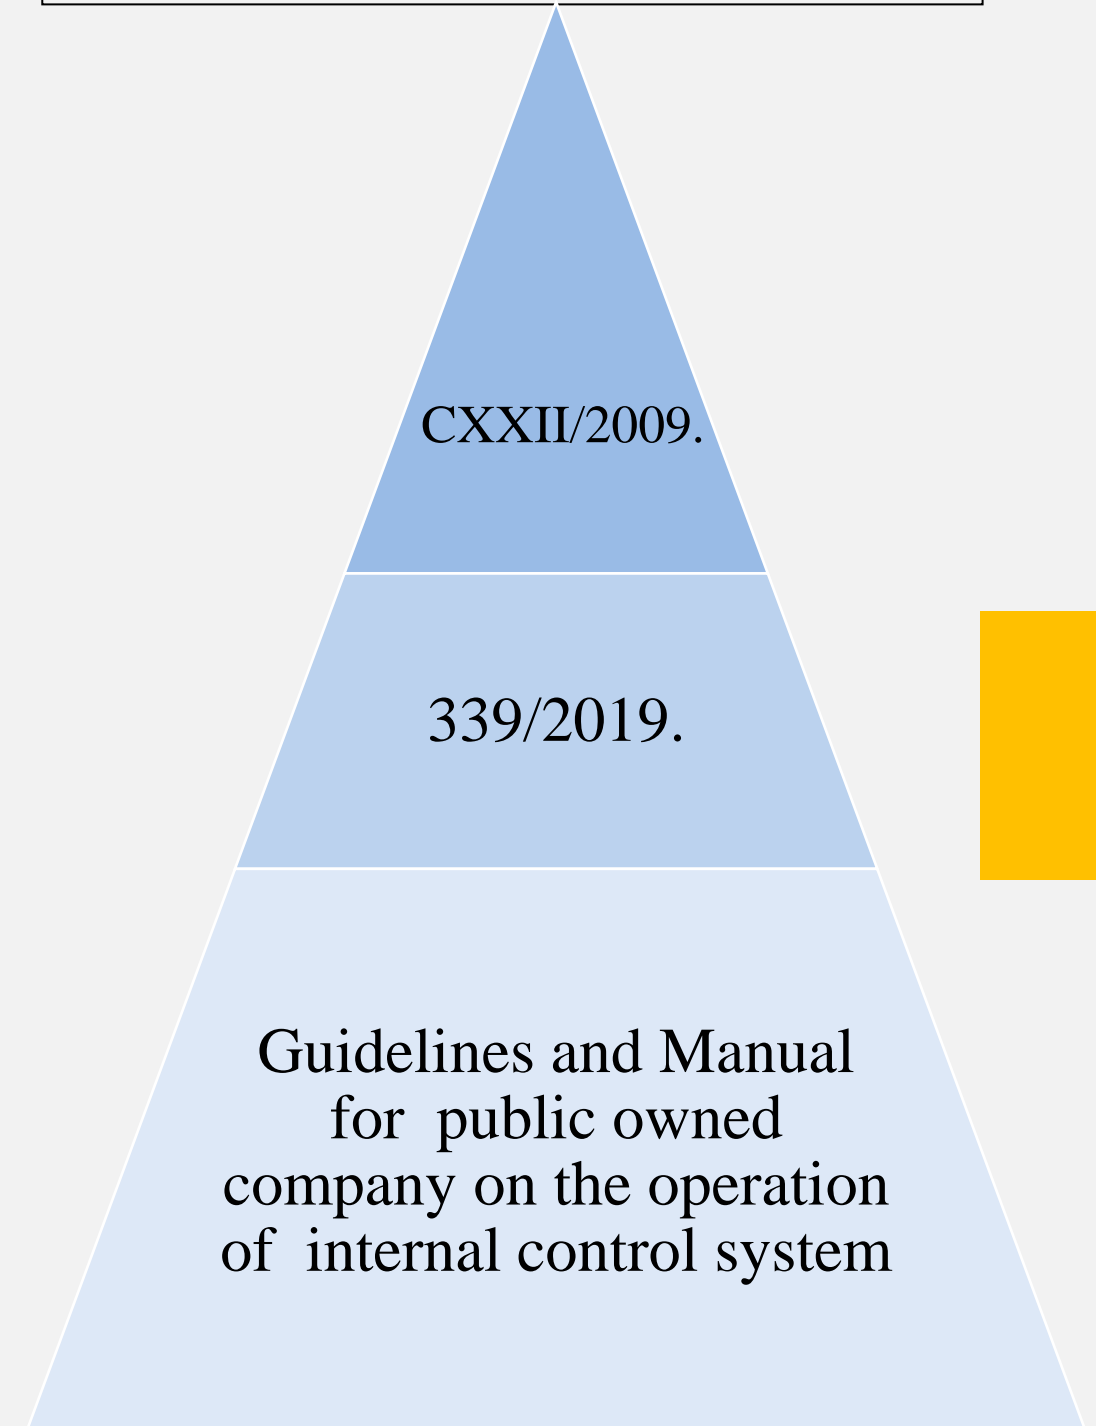 CXXII/2009.
339/2019.
Guidelines and Manual
for  public owned
company on the operation
of  internal control system